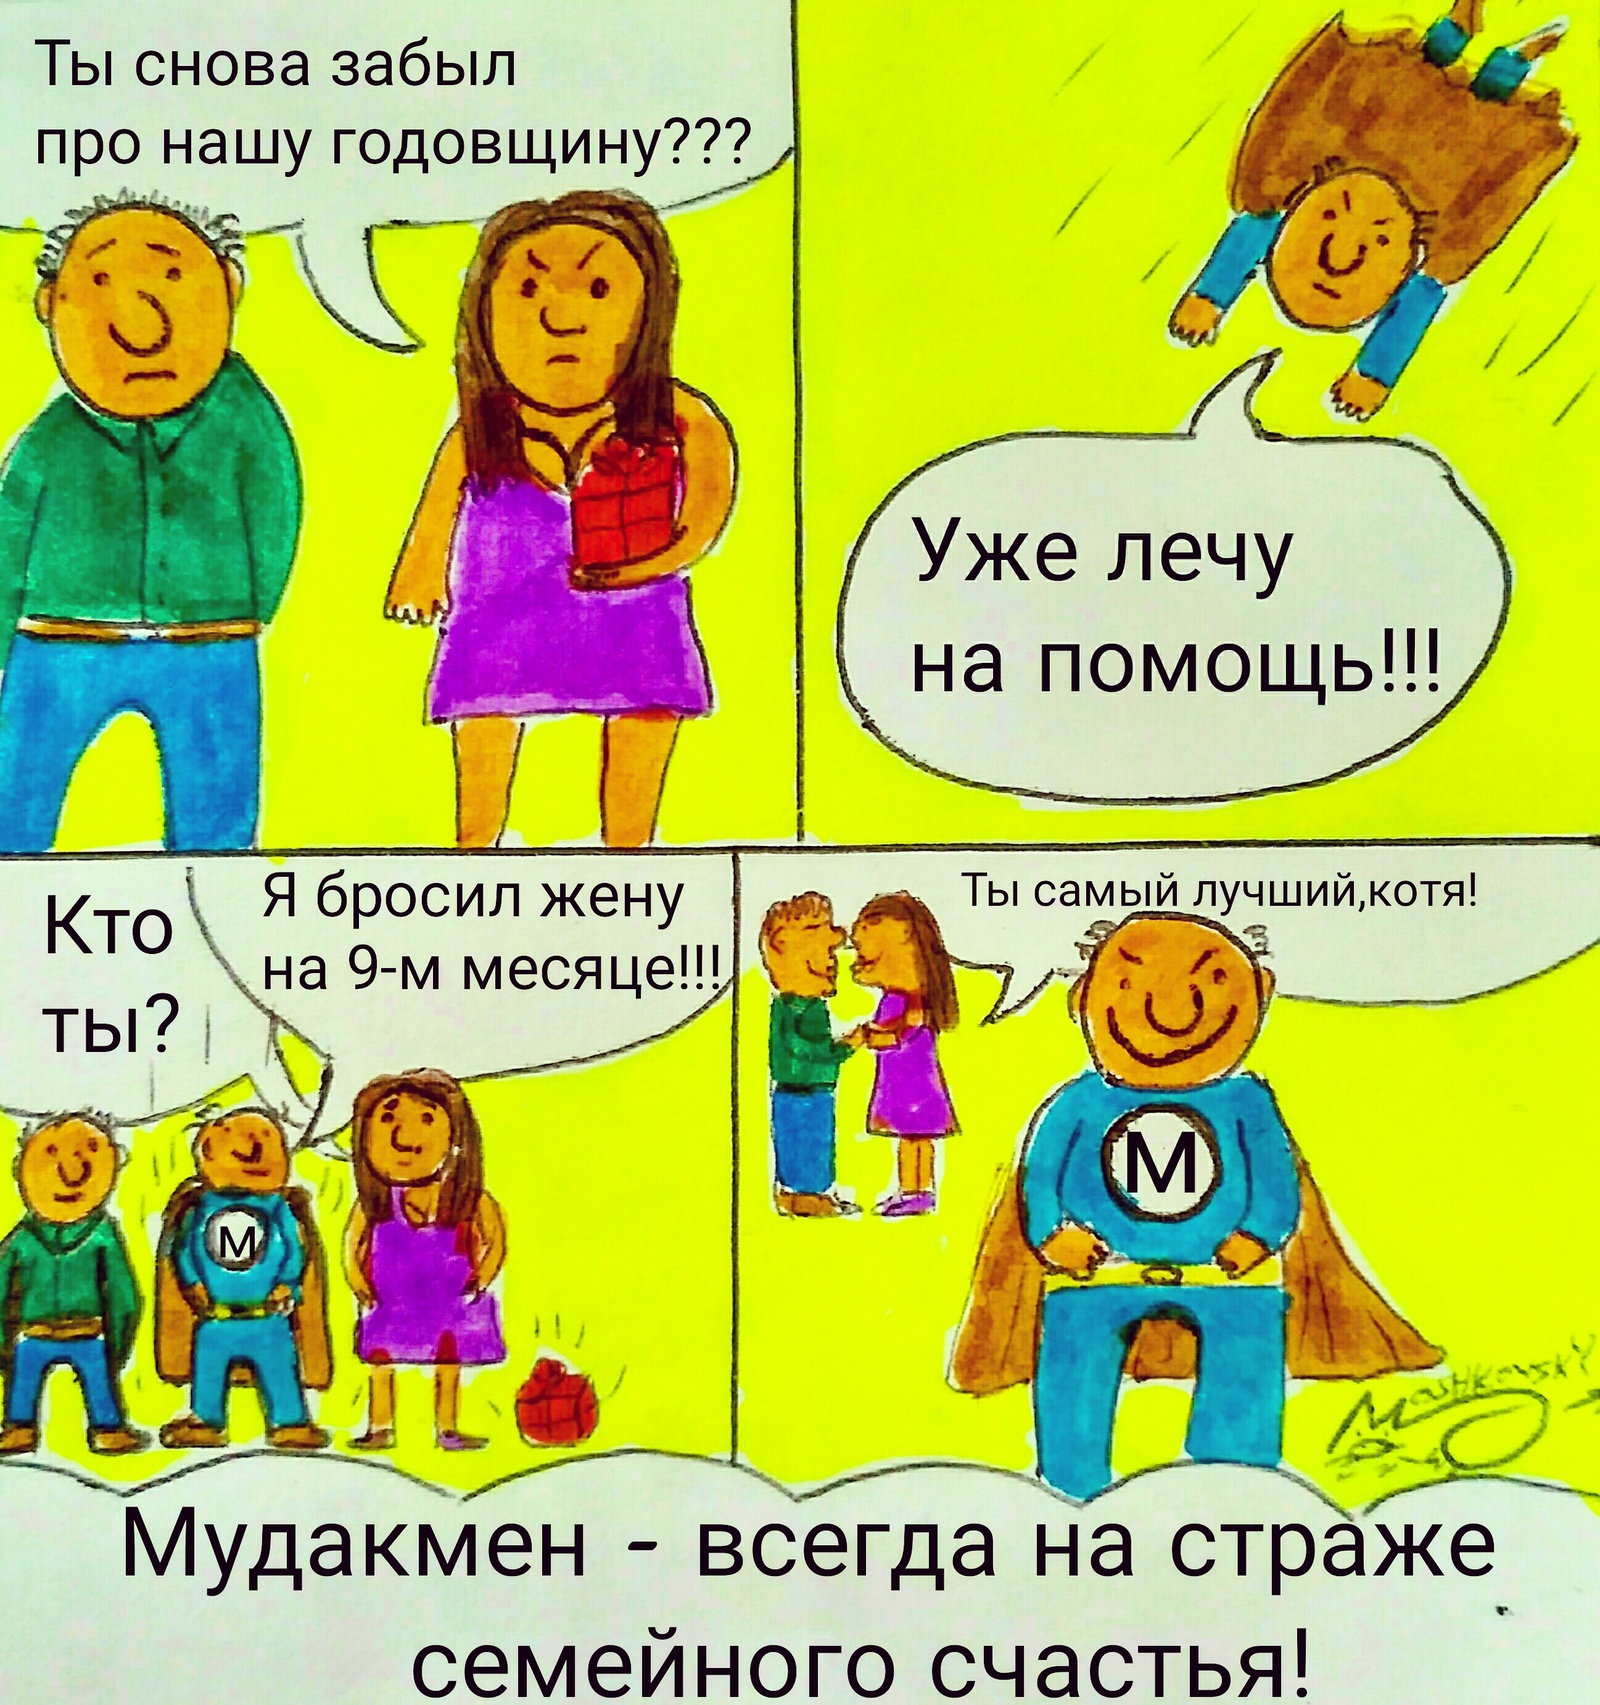 Ты снова забыл
про нашу годовщину???
Уже лечу
на помощь!!!
Кто
ты?
Я бросил жену
на 9-м месяце!!!
М
Ты самый лучший,котя!
М
Mashkovsky
Мудакмен - всегда на страже
семейного счастья!